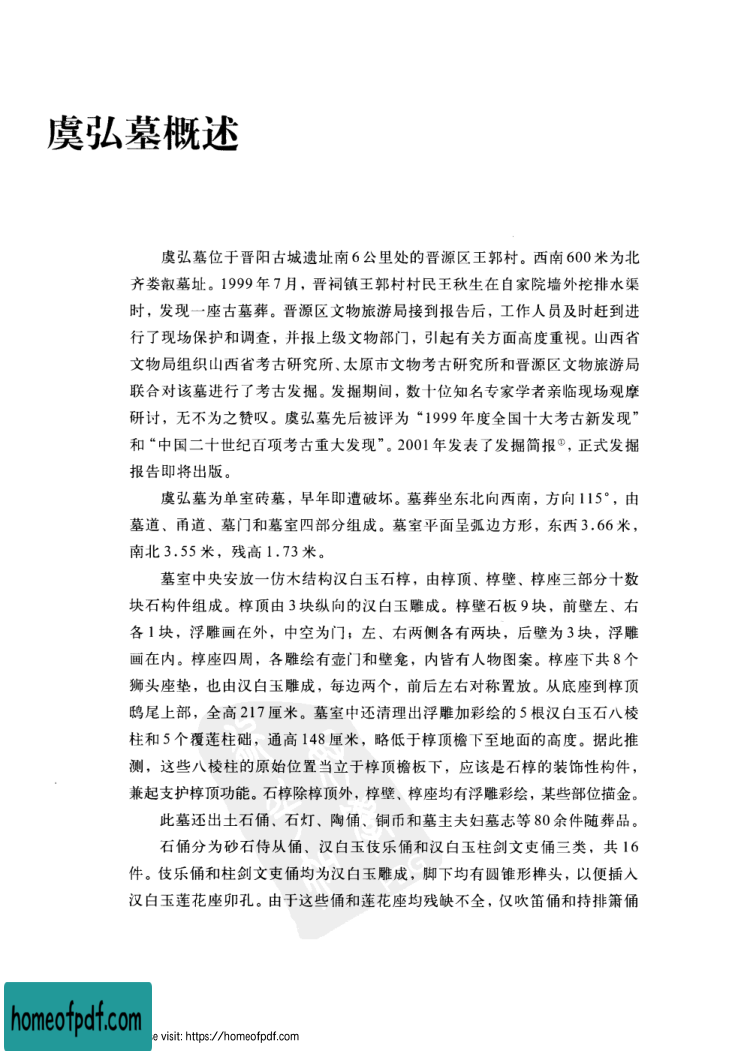 虞弘墓概述
虞弘墓位于晋阳古城遗址南6公里处的晋源区王郭村。西南600米为北
齐娄叡墓址。1999年7月，晋祠镇王郭村村民王秋生在自家院墙外挖排水渠
时，发现一座古墓葬。晋源区文物旅游局接到报告后，工作人员及时赶到进
行了现场保护和调查，并报上级文物部门，引起有关方面高度重视。山西省
文物局组织山西省考古研究所、太原市文物考古研究所和晋源区文物旅游局
联合对该墓进行了考古发掘。发掘期间，数十位知名专家学者亲临现场观摩
研讨，无不为之赞叹。虞弘墓先后被评为“1999年度全国十大考古新发现”
和“中国二十世纪百项考古重大发现”。2001年发表了发掘简报①，正式发掘
报告即将出版。
虞弘墓为单室砖墓，早年即遭破坏。墓葬坐东北向西南，方向115°，由
墓道、甬道、墓门和墓室四部分组成。墓室平面呈弧边方形，东西3.66米，
南北3.55米，残高1.73米。
墓室中央安放一仿木结构汉白玉石椁，由椁顶、椁壁、椁座三部分十数
块石构件组成。椁顶由3块纵向的汉白玉雕成。椁壁石板9块，前壁左、右
各1块，浮雕画在外，中空为门；左、右两侧各有两块，后壁为3块，浮雕
画在内。椁座四周，各雕绘有壶门和壁龛，内皆有人物图案。椁座下共8个
狮头座垫，也由汉白玉雕成，每边两个，前后左右对称置放。从底座到椁顶
鸱尾上部，全高217厘米。墓室中还清理出浮雕加彩绘的5根汉白玉石八棱
柱和5个覆莲柱础，通高148厘米，略低于椁顶檐下至地面的高度。据此推
测，这些八棱柱的原始位置当立于椁顶檐板下，应该是石椁的装饰性构件，
兼起支护椁顶功能。石椁除椁顶外，椁壁、椁座均有浮雕彩绘，某些部位描金。
此墓还出土石俑、石灯、陶俑、铜币和墓主夫妇墓志等80余件随葬品。
石俑分为砂石侍从俑、汉白玉伎乐俑和汉白玉柱剑文吏俑三类，共16
件。伎乐俑和柱剑文吏俑均为汉白玉雕成，脚下均有圆锥形榫头，以便插入
汉白玉莲花座卯孔。由于这些俑和莲花座均残缺不全，仅吹笛俑和持排箫俑
homeofpdf.com
e visit: https://homeofpdf.com